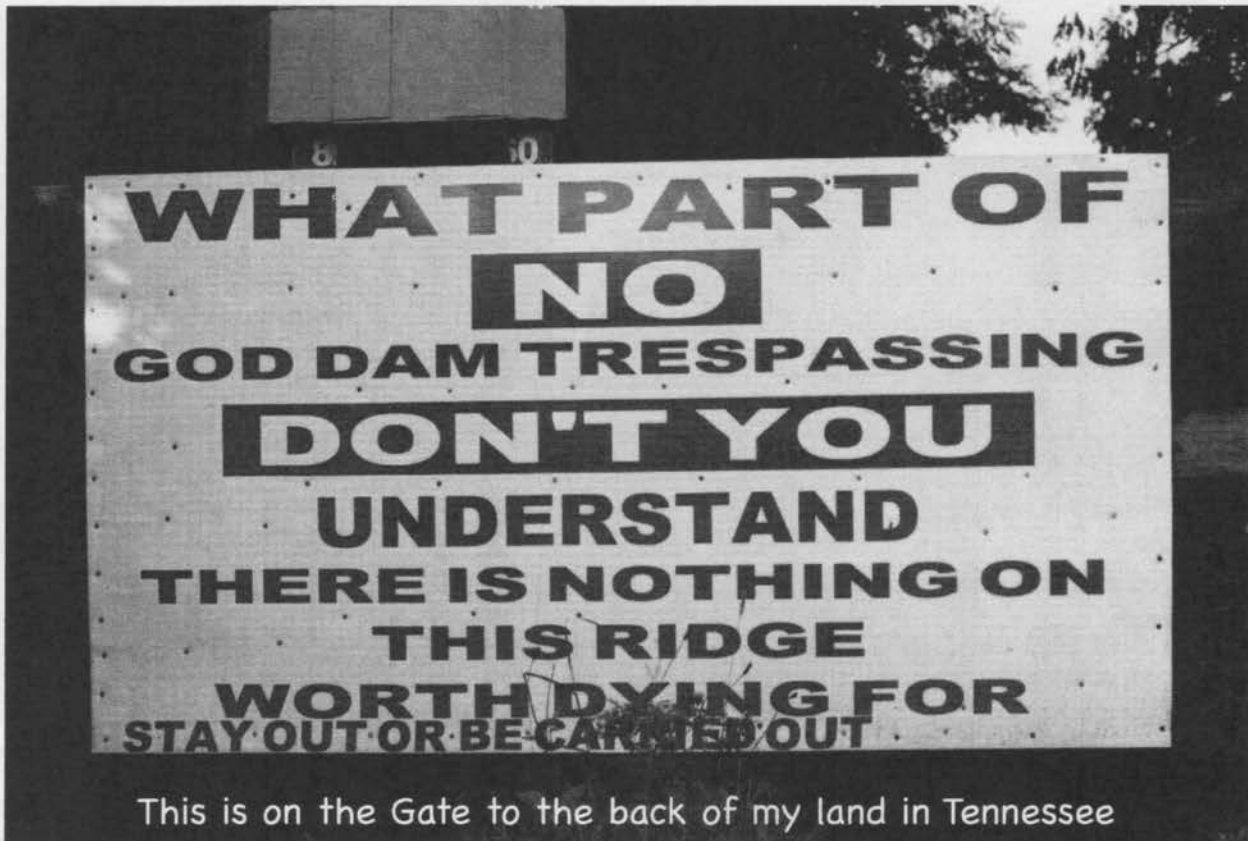 8 60
WHAT PART OF
NO
GOD DAM TRESPASSING
DON'T YOU
UNDERSTAND
THERE IS NOTHING ON
THIS RIDGE
WORTH DYING FOR
STAY OUT OR BE CARRIED OUT
This is on the Gate to the back of my land in Tennessee